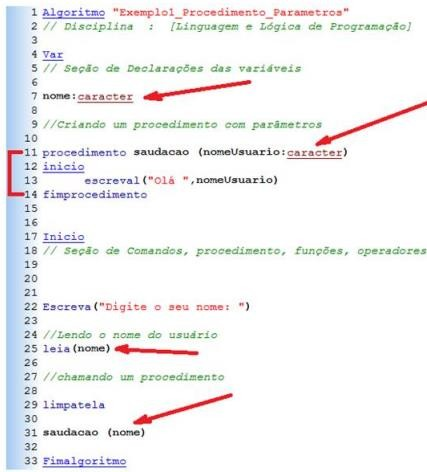 1 Algoritmo "Exemplo1_Procedimento_Parametros"
2 // Disciplina : [Linguagem e Lógica de Programação]
3
4 Var
5 // Seção de Declarações das variáveis
6
7 nome:caracter
8
9 //Criando um procedimento com parâmetros
10
11 procedimento saudacao (nomeUsuario:caracter)
12 inicio
13 escreval("Olá ",nomeUsuario)
14 fimprocedimento
15
16
17 Inicio
18 // Seção de Comandos, procedimento, funções, operadores
19
20
21
22 Escreva("Digite o seu nome: ")
23
24 //Lendo o nome do usuário
25 leia(nome)
26
27 //chamando um procedimento
28
29 limpatela
30
31 saudacao (nome)
32
33 Fimalgoritmo